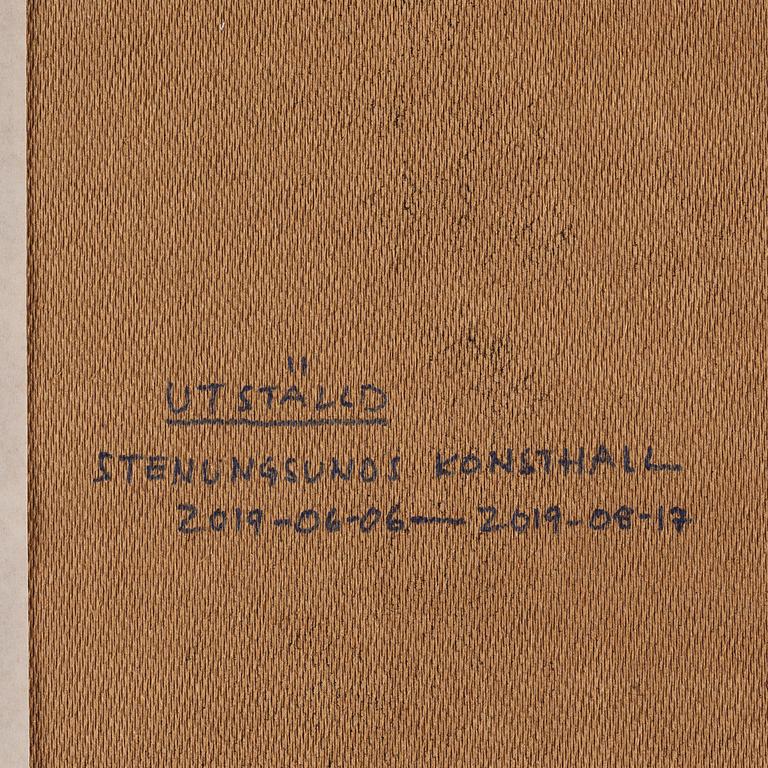 UTSTÄLLD
STENUNGSUNDS KONSTHALL
2019-06-06 — 2019-08-17